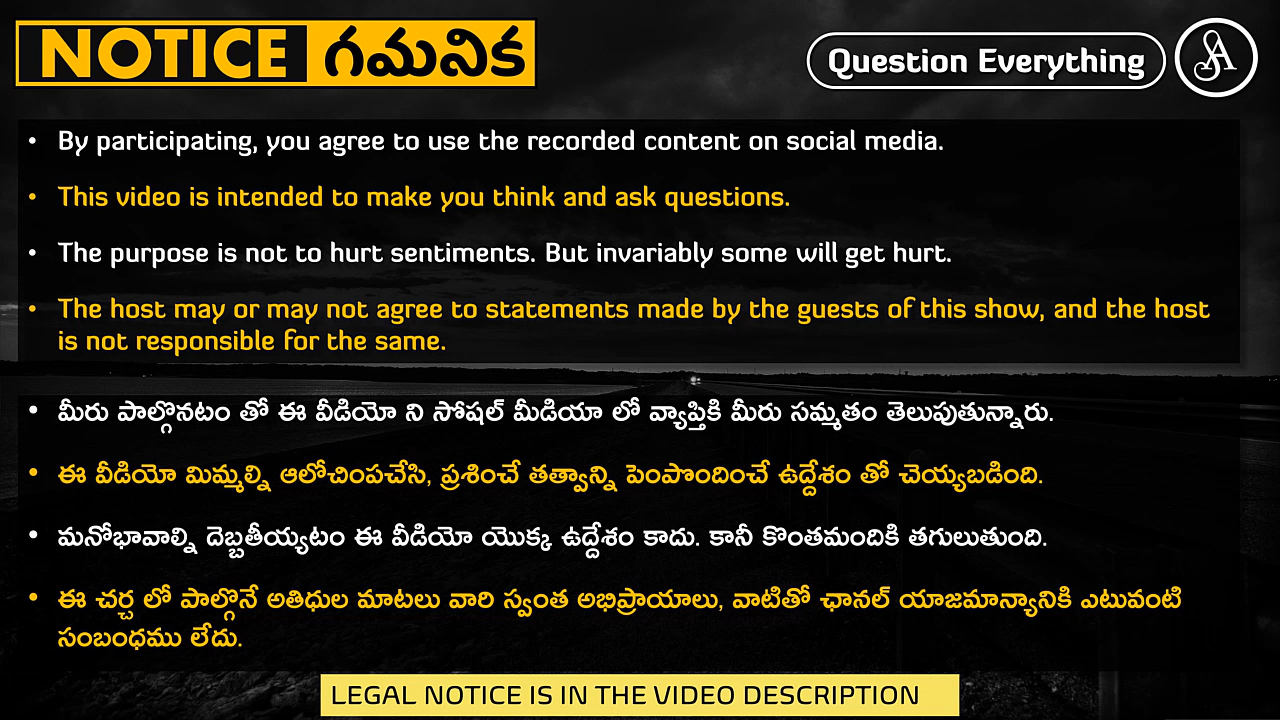 NOTICE గమనిక
Question Everything
• By participating, you agree to use the recorded content on social media.
• This video is intended to make you think and ask questions.
• The purpose is not to hurt sentiments. But invariably some will get hurt.
• The host may or may not agree to statements made by the guests of this show, and the host
is not responsible for the same.
• మీరు పాల్గొనటం తో ఈ వీడియో ని సోషల్ మీడియా లో వ్యాప్తికి మీరు సమ్మతం తెలుపుతున్నారు.
• ఈ వీడియో మిమ్మల్ని ఆలోచింపచేసి, ప్రశించే తత్వాన్ని పెంపొందించే ఉద్దేశం తో చెయ్యబడింది.
• మనోభావాల్ని దెబ్బతీయ్యటం ఈ వీడియో యొక్క ఉద్దేశం కాదు. కానీ కొంతమందికి తగులుతుంది.
• ఈ చర్చ లో పాల్గొనే అతిధుల మాటలు వారి స్వంత అభిప్రాయాలు, వాటితో ఛానల్ యాజమాన్యానికి ఎటువంటి
సంబంధము లేదు.
LEGAL NOTICE IS IN THE VIDEO DESCRIPTION